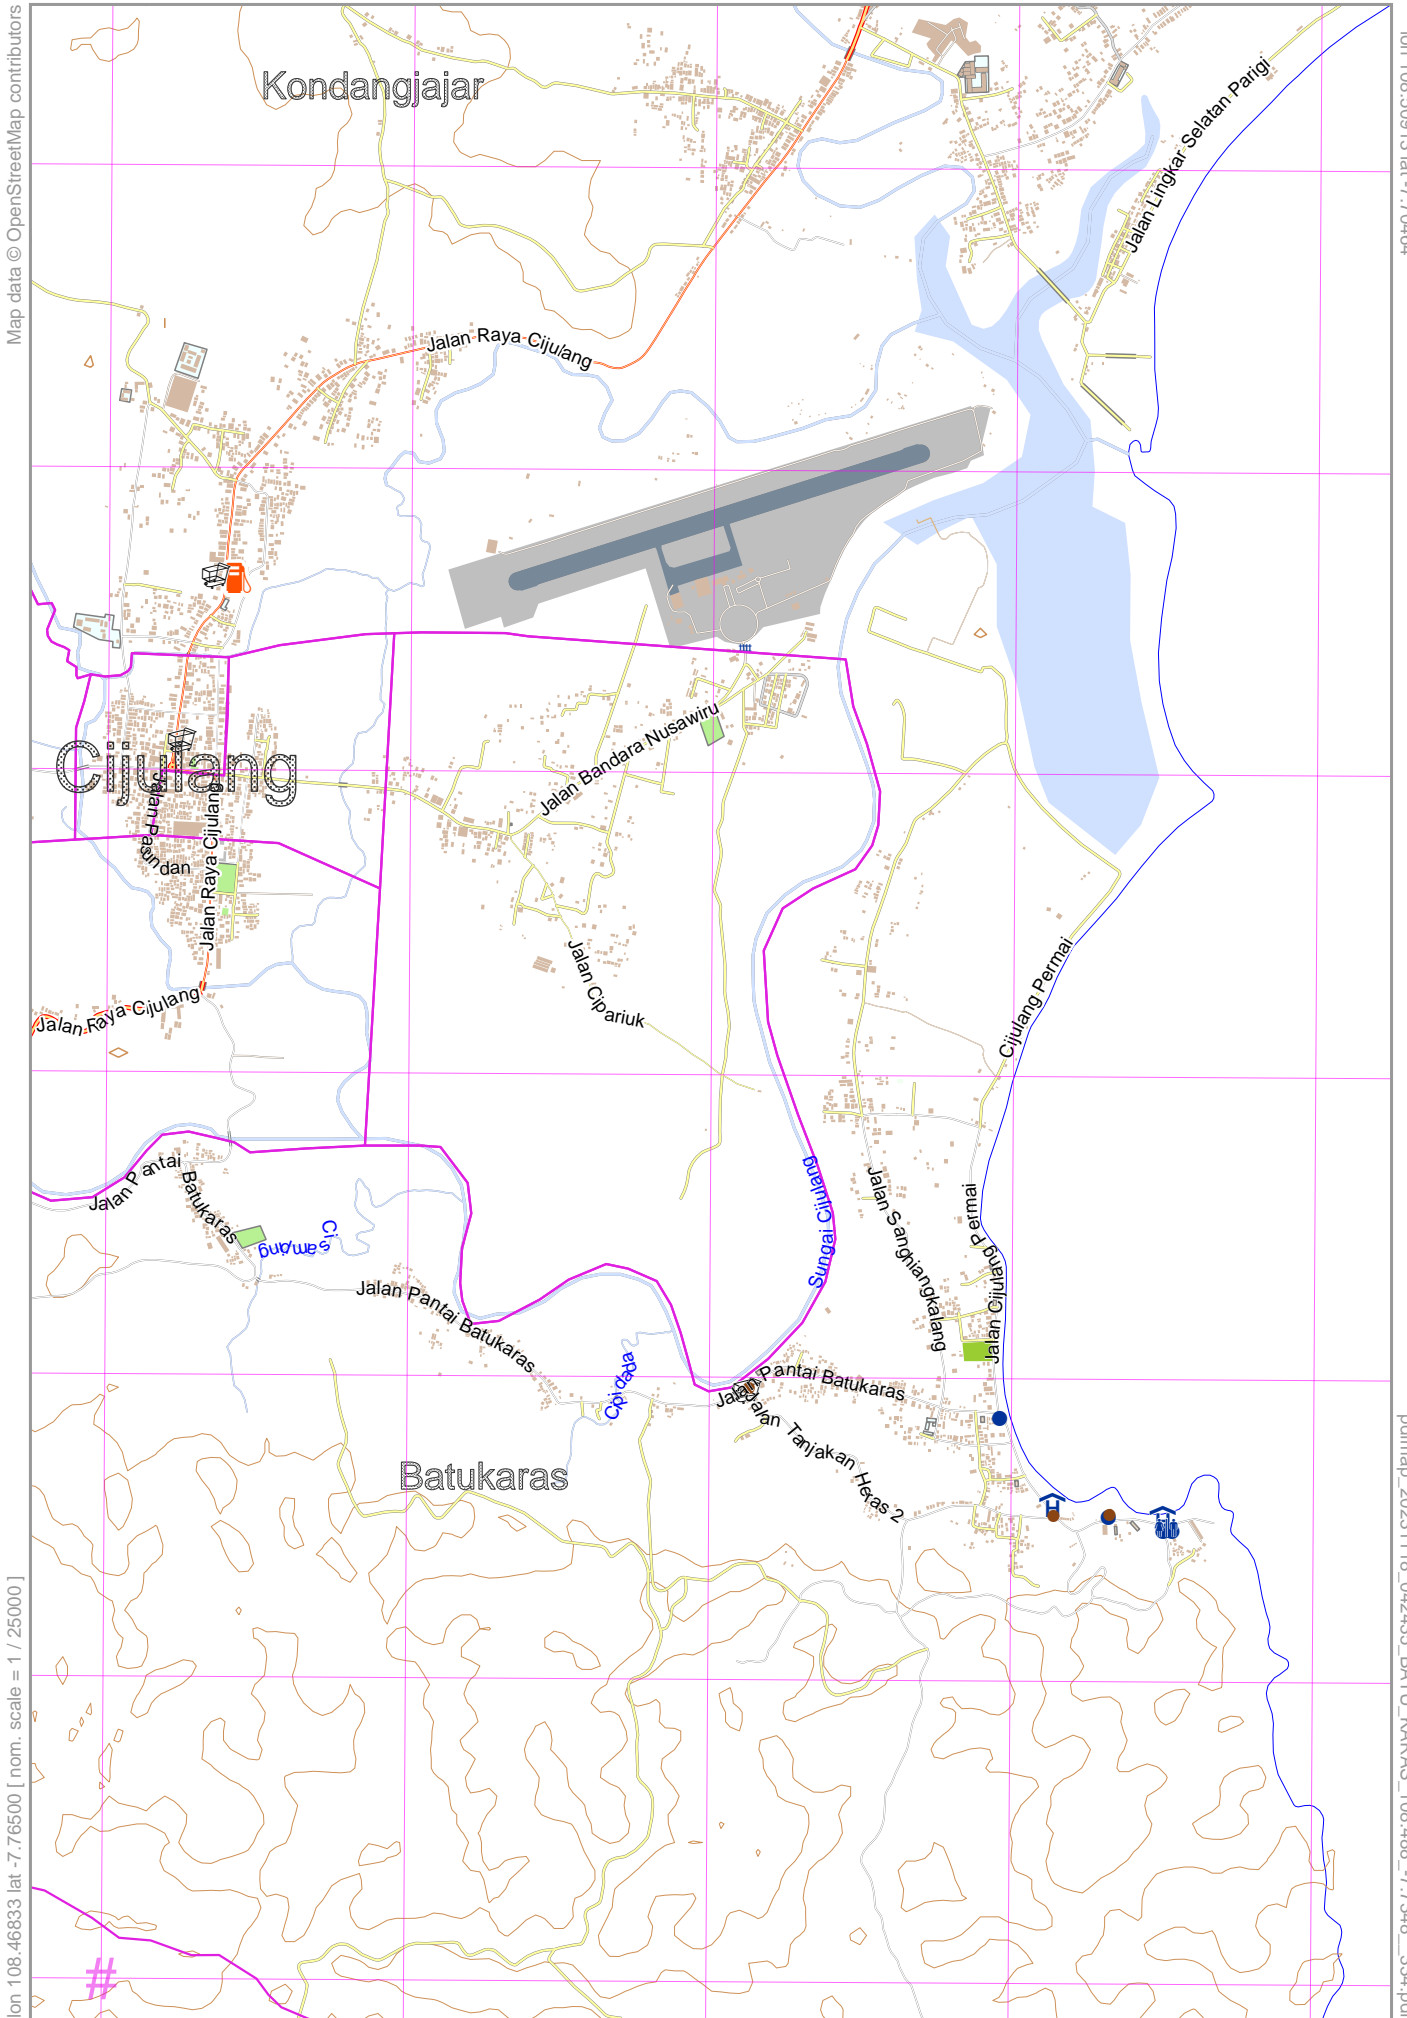 Map data © OpenStreetMap contributors
Kondangjajar
Jalan Lingkar Selatan Parigi
Jalan Raya Cijulang
Jalan Bandara Nusawiru
Cijulang
Jalan Pasundan
Jalan Raya Cijulang
Jalan Cipariuk
Cijulang Permai
Jalan Raya Cijulang
Jalan Pantai
Batukaras
Cisamping
Sungai Cijulang
Jalan Sanghiangkalang
Jalan Cijulang Permai
Jalan Pantai Batukaras
Jalan Pantai Batukaras
Jalan Tanjakan Heras 2
Batukaras
#
lon 108.46833 lat -7.76500 [ nom. scale = 1 / 25000 ]